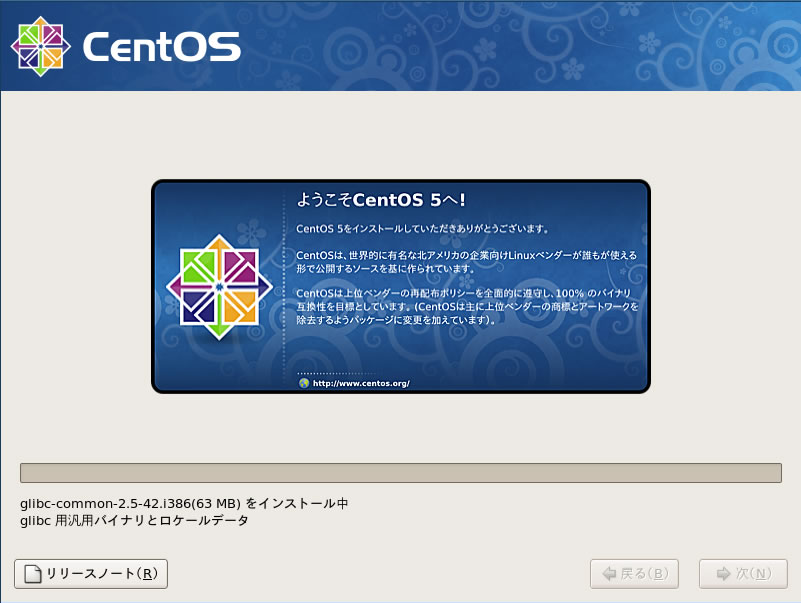 CentOS
ようこそCentOS 5へ!
CentOS 5をインストールしていただきありがとうございます。
CentOSは、世界的に有名な北アメリカの企業向けLinuxベンダーが誰もが使える
形で公開するソースを基に作られています。
CentOSは上位ベンダーの再配布ポリシーを全面的に遵守し、100% のバイナリ
互換性を目標としています。(CentOSは主に上位ベンダーの商標とアートワークを
除去するようパッケージに変更を加えています)。
http://www.centos.org/
glibc-common-2.5-42.i386(63 MB) をインストール中
glibc 用汎用バイナリとロケールデータ
リリースノート(R)
戻る(B)
次(N)